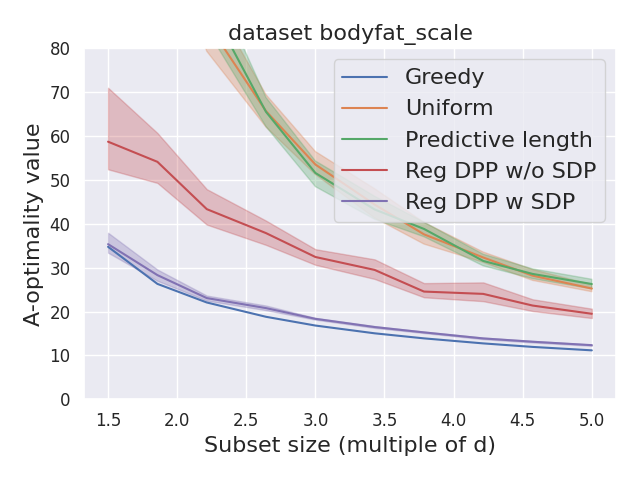 dataset bodyfat_scale
A-optimality value
80
70
60
50
40
30
20
10
0
Greedy
Uniform
Predictive length
Reg DPP w/o SDP
Reg DPP w SDP
1.5 2.0 2.5 3.0 3.5 4.0 4.5 5.0
Subset size (multiple of d)